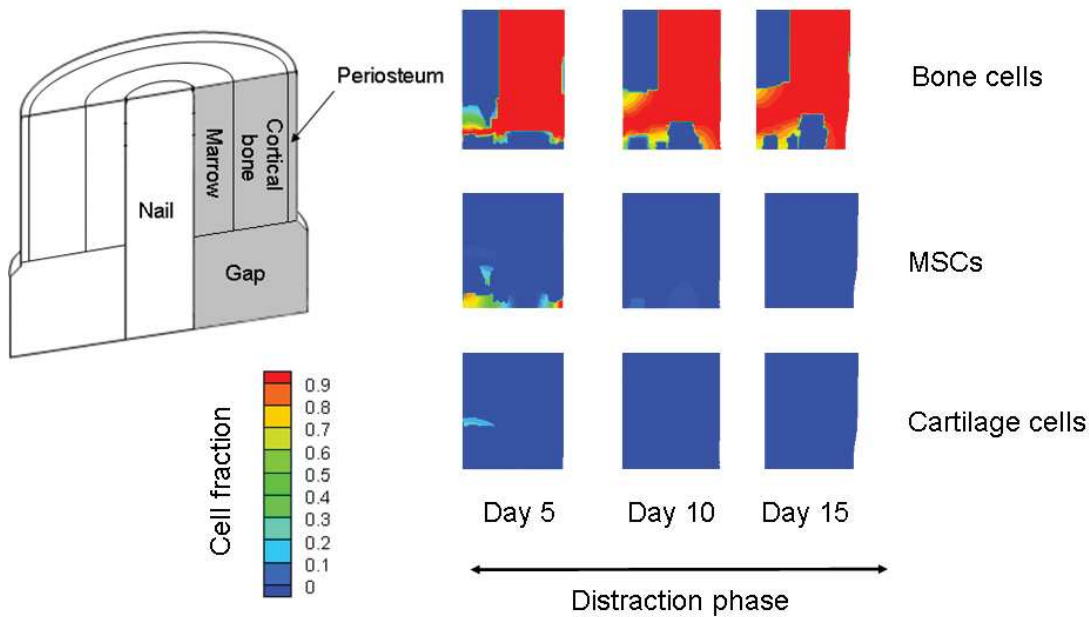 Periosteum
Marrow
Cortical
bone
Nail
Gap
Bone cells
MSCs
Cartilage cells
Cell fraction
0.9
0.8
0.7
0.6
0.5
0.4
0.3
0.2
0.1
0
Day 5
Day 10
Day 15
Distraction phase